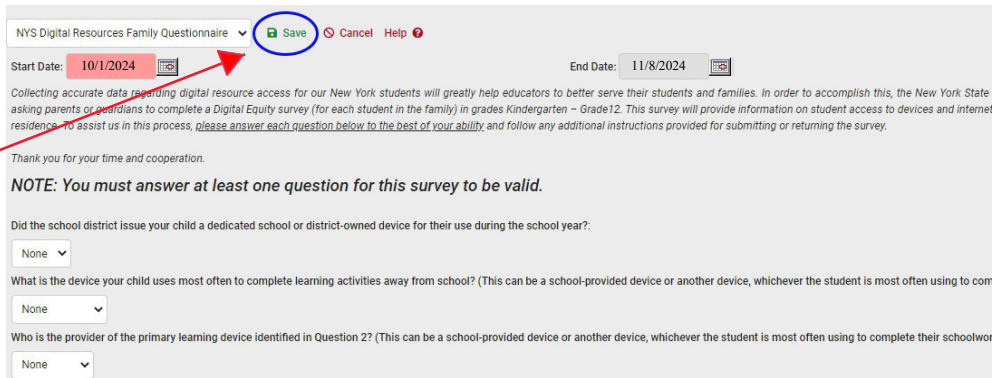 NYS Digital Resources Family Questionnaire Save Cancel Help
Start Date: 10/1/2024 End Date: 11/8/2024
Collecting accurate data regarding digital resource access for our New York students will greatly help educators to better serve their students and families. In order to accomplish this, the New York State
asking parents or guardians to complete a Digital Equity survey (for each student in the family) in grades Kindergarten – Grade12. This survey will provide information on student access to devices and internet
residence. To assist us in this process, please answer each question below to the best of your ability and follow any additional instructions provided for submitting or returning the survey.
Thank you for your time and cooperation.
NOTE: You must answer at least one question for this survey to be valid.
Did the school district issue your child a dedicated school or district-owned device for their use during the school year?:
None
What is the device your child uses most often to complete learning activities away from school? (This can be a school-provided device or another device, whichever the student is most often using to com
None
Who is the provider of the primary learning device identified in Question 2? (This can be a school-provided device or another device, whichever the student is most often using to complete their schoolwor
None